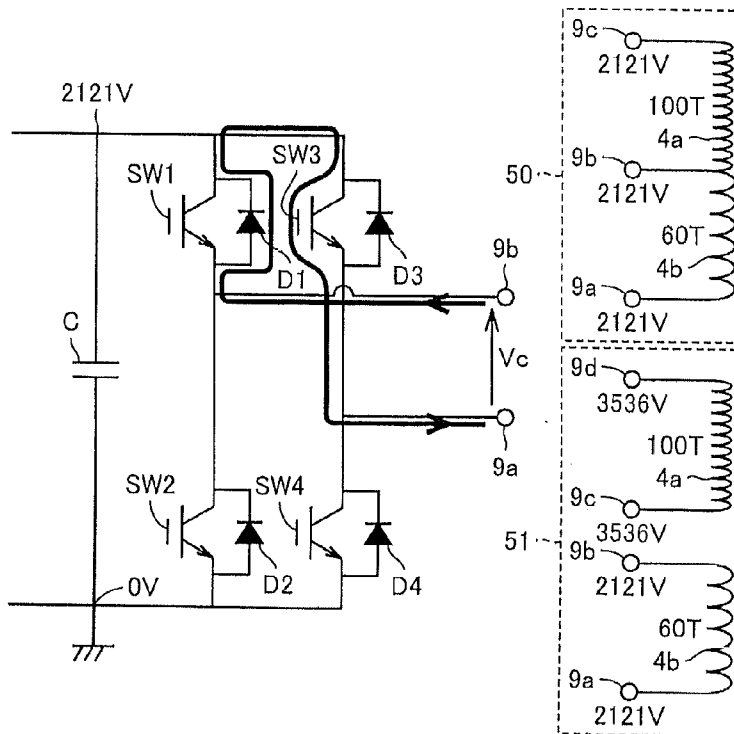 2121V
SW1
SW3
D1
D3
9b
C
Vc
9a
SW2
SW4
D2
D4
0V
50
9c
2121V
100T
4a
9b
2121V
60T
4b
9a
2121V
51
9d
3536V
100T
4a
9c
3536V
9b
2121V
60T
4b
9a
2121V